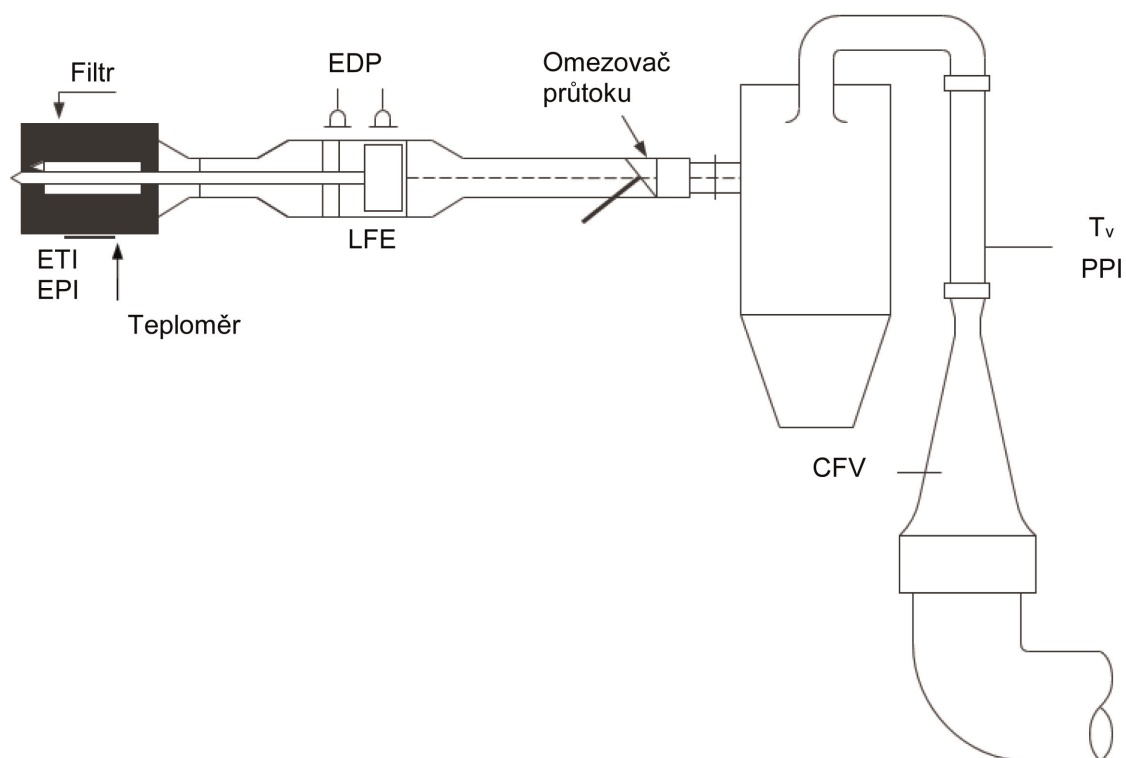 Filtr
EDP
Omezovač
průtoku
LFE
ETI
EPI
Teploměr
Tv
PPI
CFV